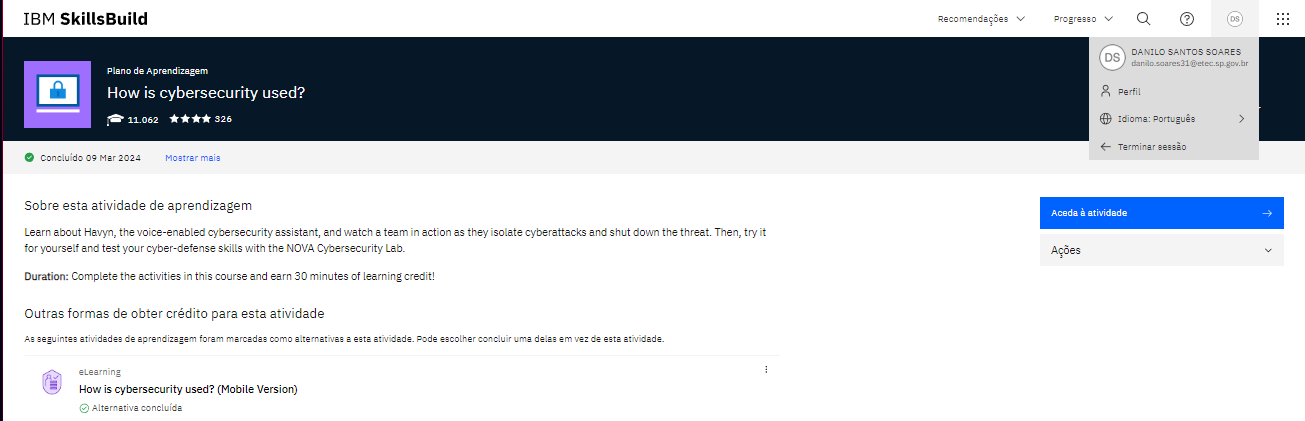 IBM SkillsBuild
Recomendações
Progresso
DS
DS
DANILO SANTOS SOARES
danilo.soares31@etec.sp.gov.br
Perfil
Idioma: Português
Terminar sessão
Plano de Aprendizagem
How is cybersecurity used?
11.062
326
Concluído 09 Mar 2024
Mostrar mais
Sobre esta atividade de aprendizagem
Learn about Havyn, the voice-enabled cybersecurity assistant, and watch a team in action as they isolate cyberattacks and shut down the threat. Then, try it
for yourself and test your cyber-defense skills with the NOVA Cybersecurity Lab.
Duration: Complete the activities in this course and earn 30 minutes of learning credit!
Aceda à atividade
Ações
Outras formas de obter crédito para esta atividade
As seguintes atividades de aprendizagem foram marcadas como alternativas a esta atividade. Pode escolher concluir uma delas em vez de esta atividade.
eLearning
How is cybersecurity used? (Mobile Version)
Alternativa concluída